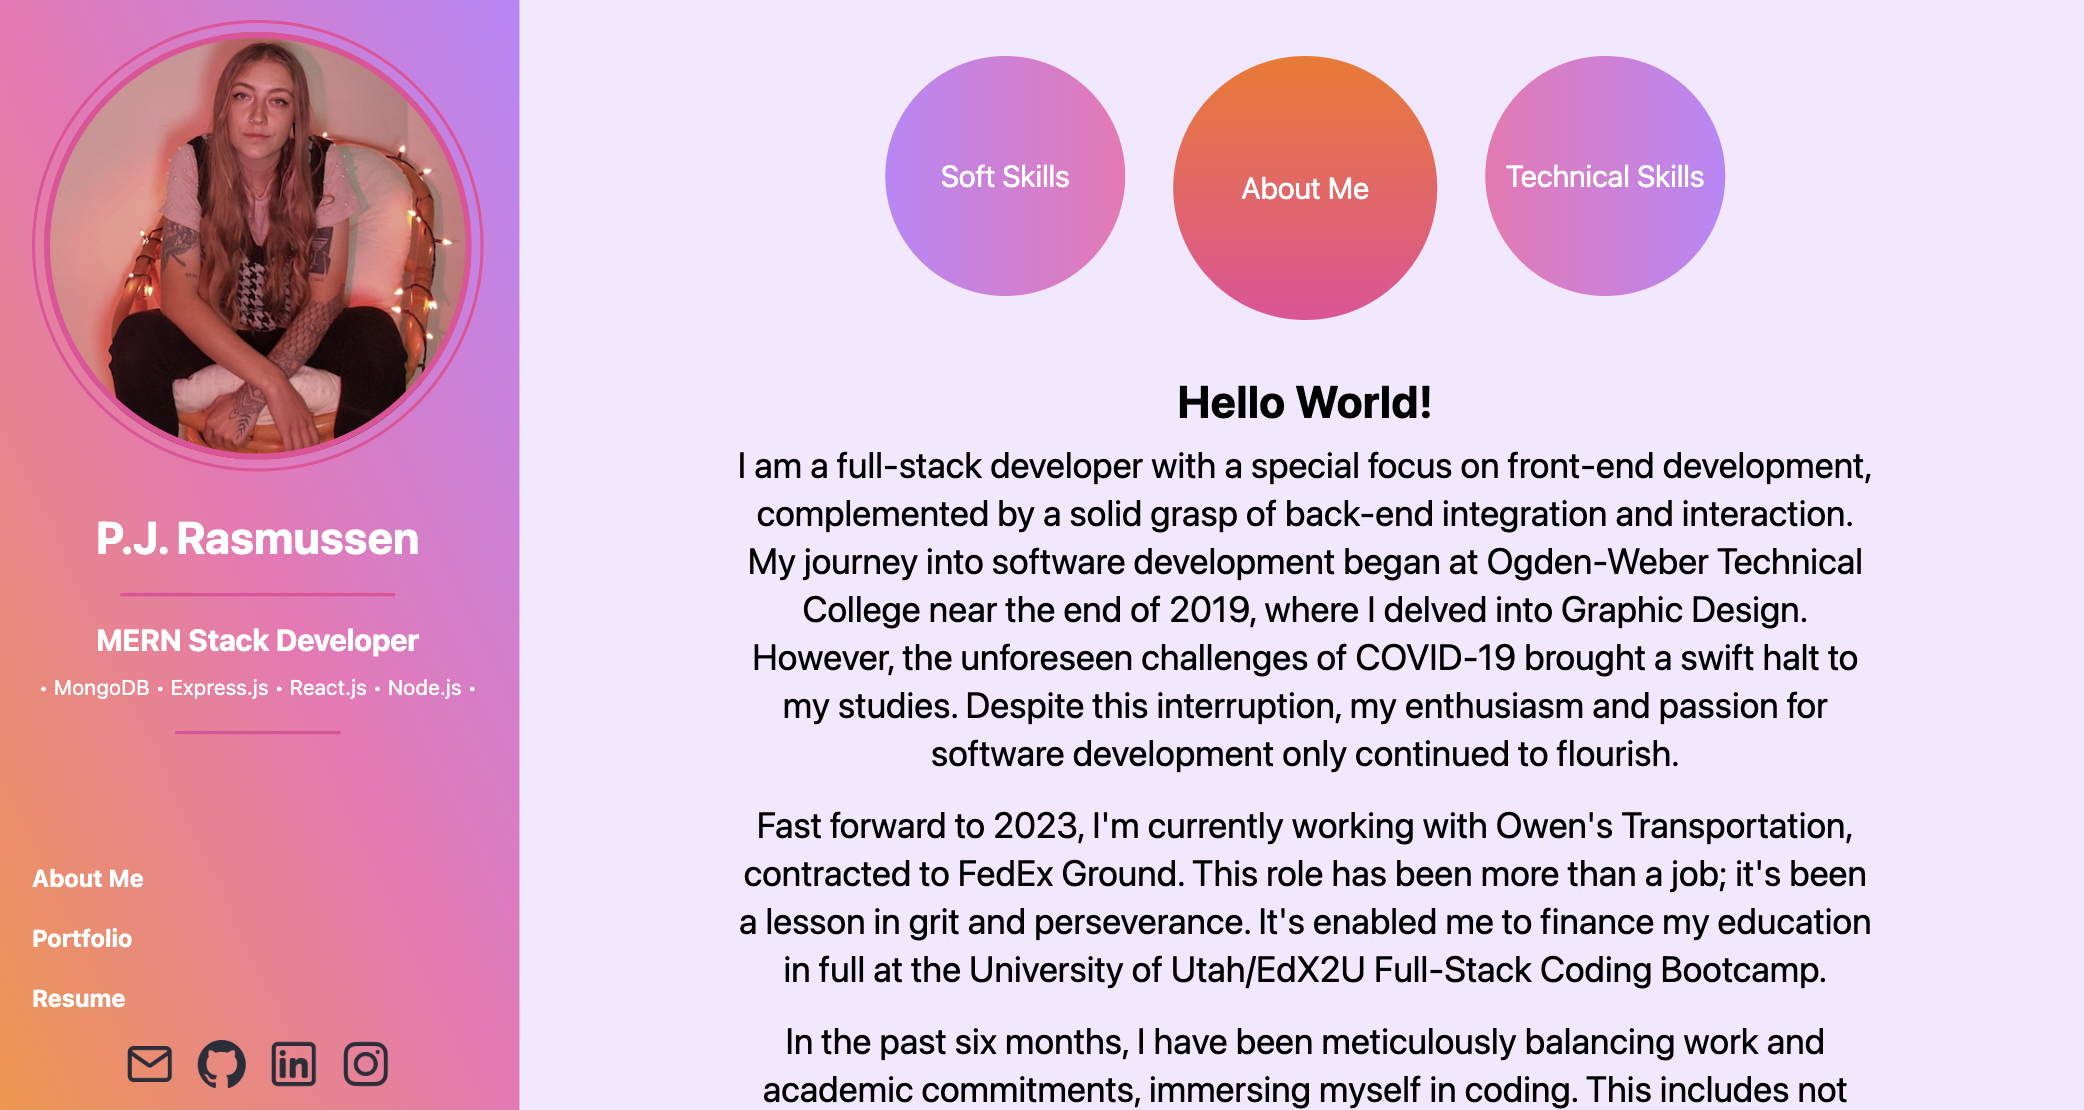 P.J. Rasmussen
MERN Stack Developer
• MongoDB • Express.js • React.js • Node.js •
About Me
Portfolio
Resume
in
Soft Skills
About Me
Technical Skills
Hello World!
I am a full-stack developer with a special focus on front-end development,
complemented by a solid grasp of back-end integration and interaction.
My journey into software development began at Ogden-Weber Technical
College near the end of 2019, where I delved into Graphic Design.
However, the unforeseen challenges of COVID-19 brought a swift halt to
my studies. Despite this interruption, my enthusiasm and passion for
software development only continued to flourish.
Fast forward to 2023, I'm currently working with Owen's Transportation,
contracted to FedEx Ground. This role has been more than a job; it's been
a lesson in grit and perseverance. It's enabled me to finance my education
in full at the University of Utah/EdX2U Full-Stack Coding Bootcamp.
In the past six months, I have been meticulously balancing work and
academic commitments, immersing myself in coding. This includes not